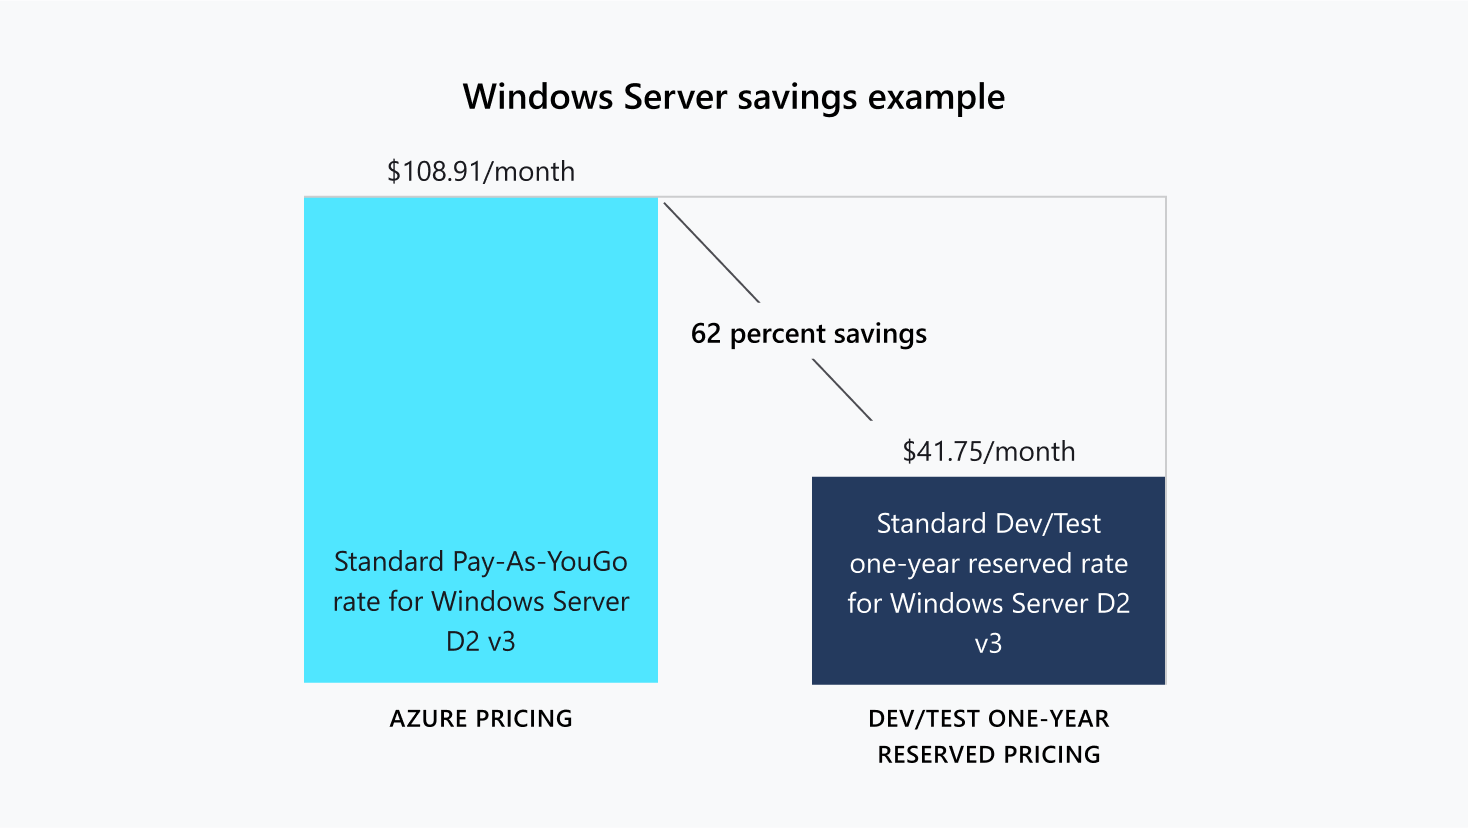 Windows Server savings example
$108.91/month
62 percent savings
$41.75/month
Standard Pay-As-YouGo
rate for Windows Server
D2 v3
Standard Dev/Test
one-year reserved rate
for Windows Server D2
v3
AZURE PRICING
DEV/TEST ONE-YEAR
RESERVED PRICING